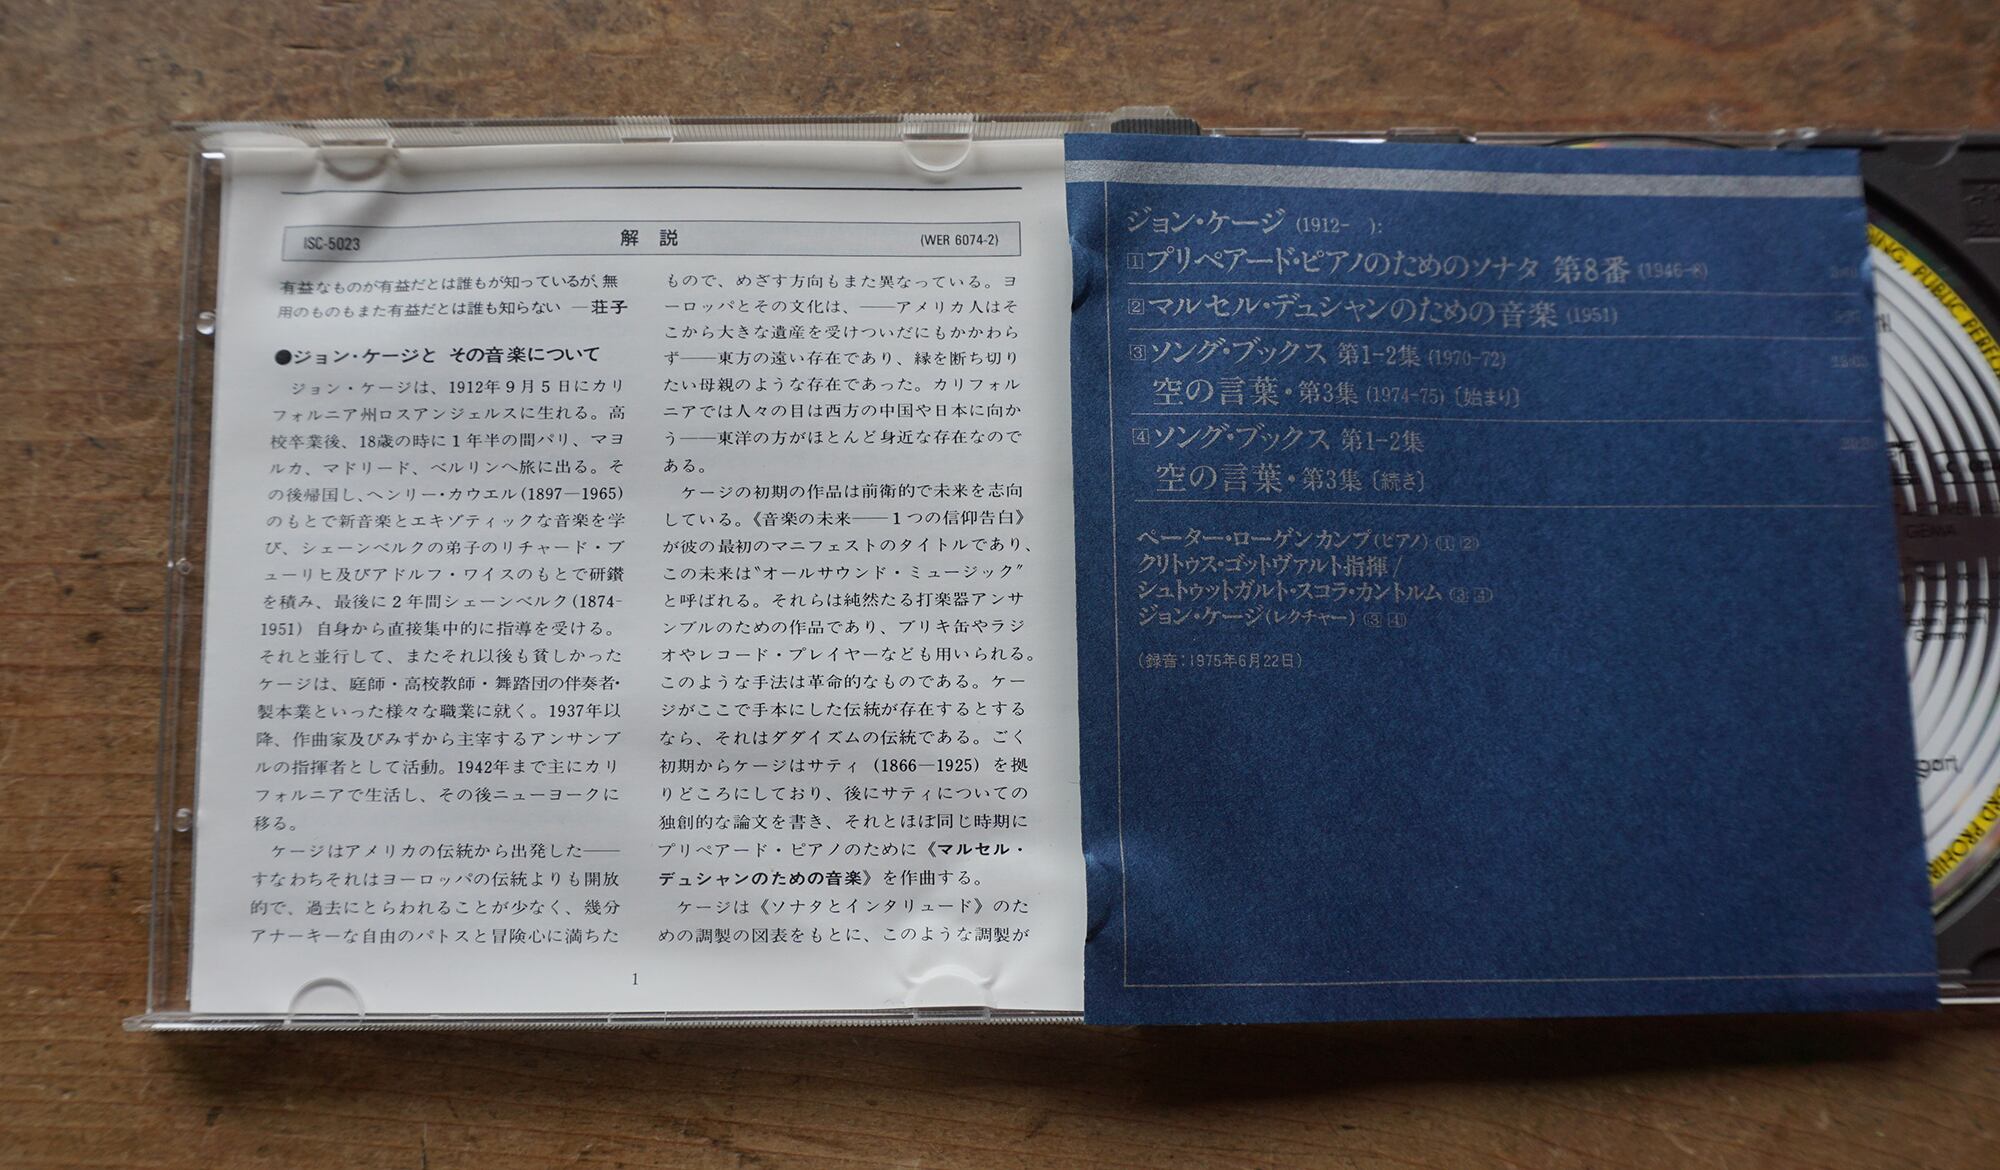 ISC-5023
解 説
(WER 6074-2)
有益なものが有益だとは誰もが知っているが、無
用のものもまた有益だとは誰も知らない ―荘子
●ジョン・ケージと その音楽について
ジョン・ケージは、1912年9月5日にカリ
フォルニア州ロスアンジェルスに生れる。高
校卒業後、18歳の時に1年半の間パリ、マヨ
ルカ、マドリード、ベルリンへ旅に出る。そ
の後帰国し、ヘンリー・カウエル(1897―1965)
のもとで新音楽とエキゾティックな音楽を学
び、シェーンベルクの弟子のリチャード・ブ
ューリヒ及びアドルフ・ワイスのもとで研鑽
を積み、最後に2年間シェーンベルク(1874-
1951) 自身から直接集中的に指導を受ける。
それと並行して、またそれ以後も貧しかった
ケージは、庭師・高校教師・舞踏団の伴奏者・
製本業といった様々な職業に就く。1937年以
降、作曲家及びみずから主宰するアンサンブ
ルの指揮者として活動。1942年まで主にカリ
フォルニアで生活し、その後ニューヨークに
移る。
ケージはアメリカの伝統から出発した――
すなわちそれはヨーロッパの伝統よりも開放
的で、過去にとらわれることが少なく、幾分
アナーキーな自由のパトスと冒険心に満ちた
もので、めざす方向もまた異なっている。ヨ
ーロッパとその文化は、――アメリカ人はそ
こから大きな遺産を受けついだにもかかわら
ず――東方の遠い存在であり、縁を断ち切り
たい母親のような存在であった。カリフォル
ニアでは人々の目は西方の中国や日本に向か
う――東洋の方がほとんど身近な存在なので
ある。
ケージの初期の作品は前衛的で未来を志向
している。《音楽の未来――1つの信仰告白》
が彼の最初のマニフェストのタイトルであり、
この未来は“オールサウンド・ミュージック”
と呼ばれる。それらは純然たる打楽器アンサ
ンブルのための作品であり、ブリキ缶やラジ
オやレコード・プレイヤーなども用いられる。
このような手法は革命的なものである。ケー
ジがここで手本にした伝統が存在するとする
なら、それはダダイズムの伝統である。ごく
初期からケージはサティ (1866―1925) を拠
りどころにしており、後にサティについての
独創的な論文を書き、それとほぼ同じ時期に
プリペアード・ピアノのために《マルセル・
デュシャンのための音楽》を作曲する。
ケージは《ソナタとインタリュード》のた
めの調製の図表をもとに、このような調製が
1
ジョン・ケージ (1912- ):
1 プリペアード・ピアノのためのソナタ 第8番 (1946-8)
2 マルセル・デュシャンのための音楽 (1951)
3 ソング・ブックス 第1-2集 (1970-72)
空の言葉・第3集 (1974-75) 〔始まり〕
4 ソング・ブックス 第1-2集
空の言葉・第3集 〔続き〕
ペーター・ローゲンカンプ(ピアノ) 1 2
クリトゥス・ゴットヴァルト指揮/
シュトゥットガルト・スコラ・カントルム 3 4
ジョン・ケージ(レクチャー) 3 4
(録音:1975年6月22日)
PUBLIC
GEMA
Germany